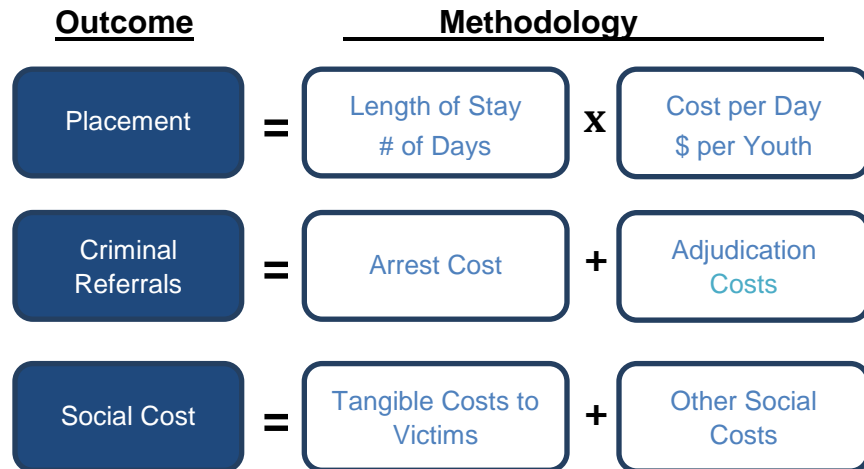 Outcome Methodology
Placement = Length of Stay x Cost per Day
# of Days $ per Youth
Criminal = Arrest Cost + Adjudication
Referrals Costs
Social Cost = Tangible Costs to + Other Social
Victims Costs